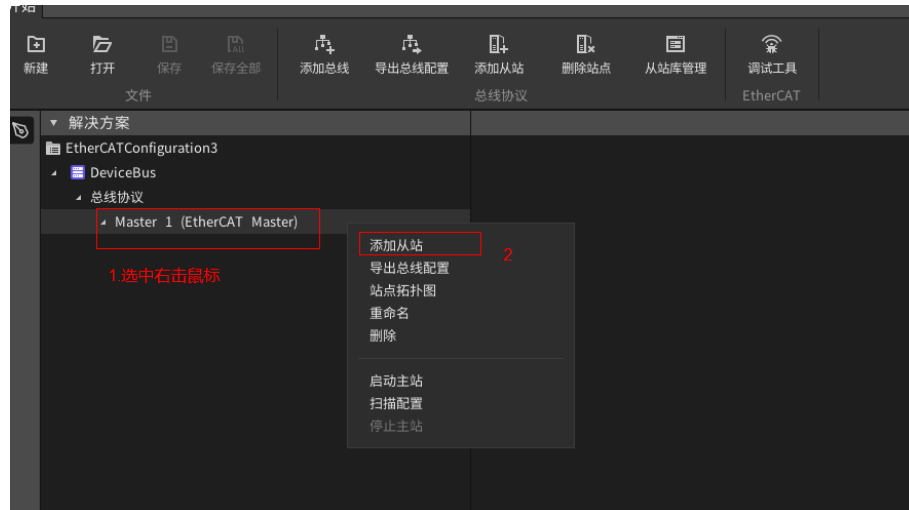 开始
新建 打开 保存 保存全部 添加总线 导出总线配置 添加从站 删除站点 从站库管理 调试工具
文件 总线协议 EtherCAT
解决方案
EtherCATConfiguration3
DeviceBus
总线协议
Master 1 (EtherCAT Master)
1.选中右击鼠标
添加从站
2
导出总线配置
站点拓扑图
重命名
删除
启动主站
扫描配置
停止主站